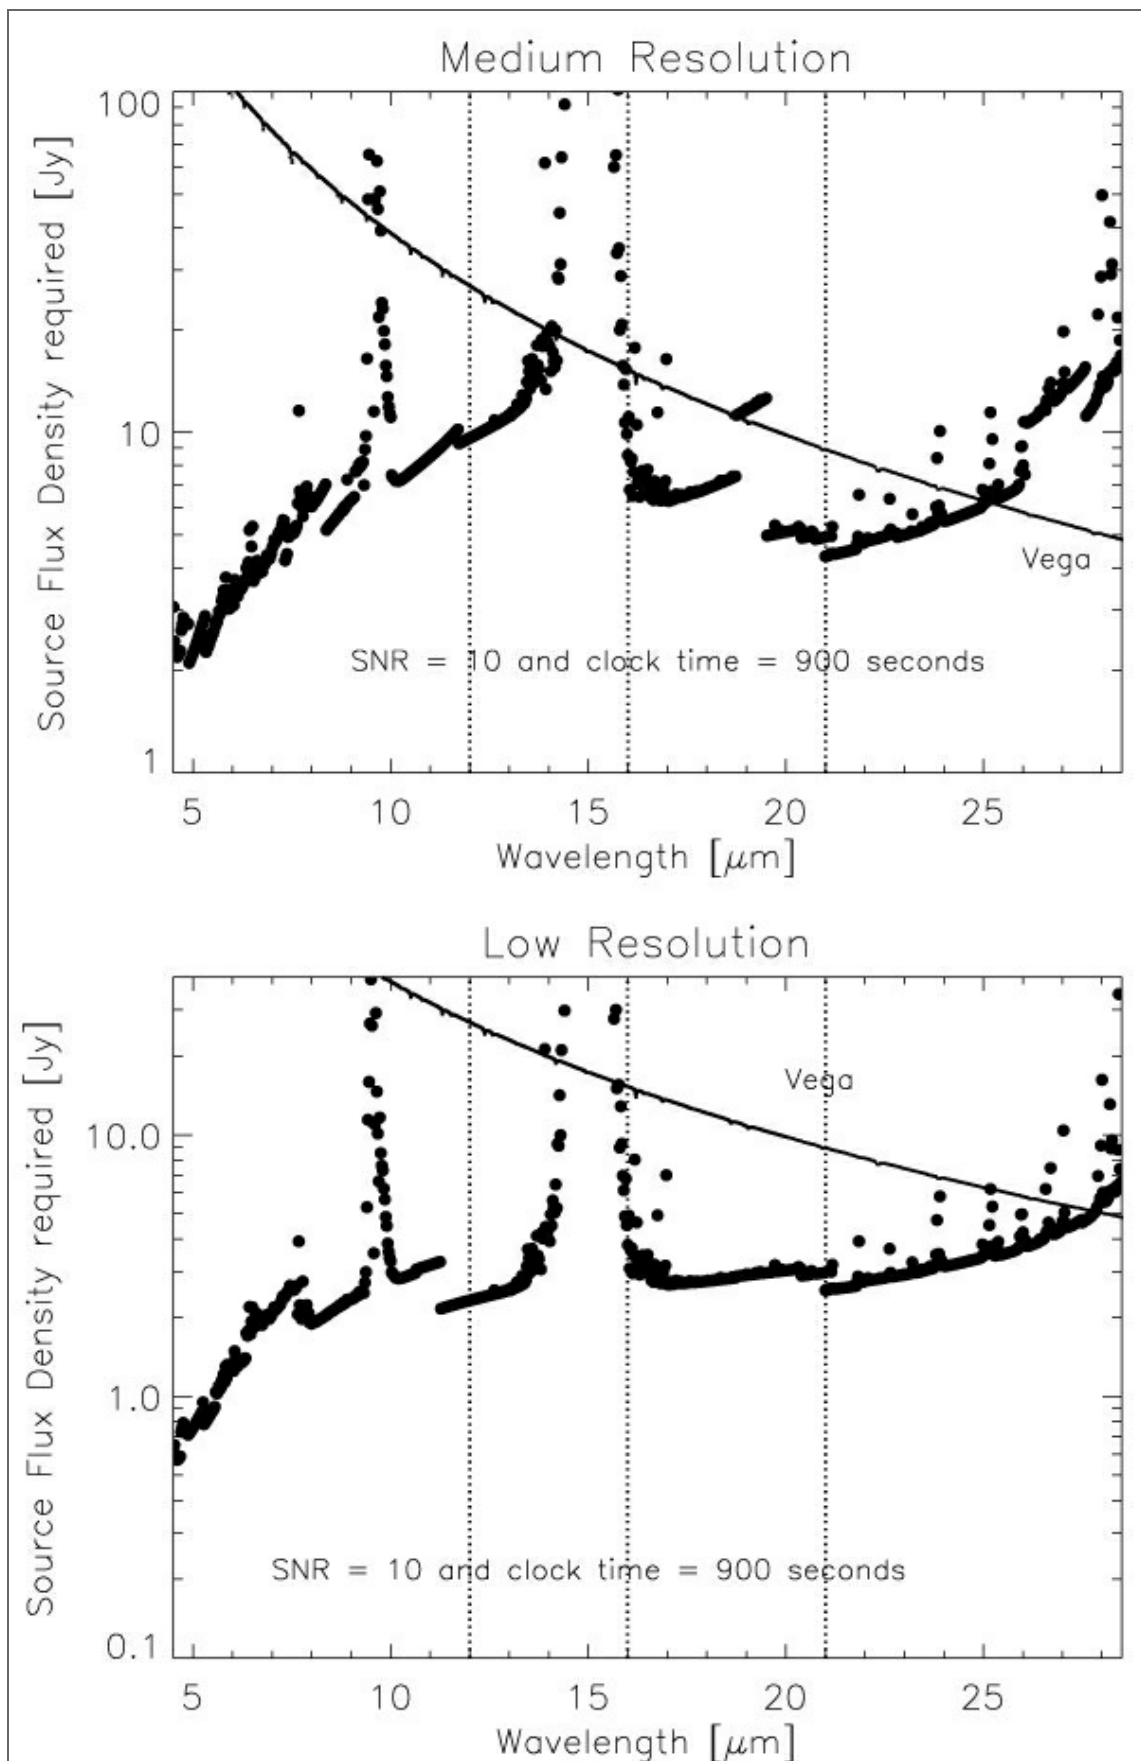 Medium Resolution
Source Flux Density required [Jy]
100
10
1
Vega
SNR = 10 and clock time = 900 seconds
5 10 15 20 25
Wavelength [μm]
Low Resolution
Source Flux Density required [Jy]
10.0
1.0
0.1
Vega
SNR = 10 and clock time = 900 seconds
5 10 15 20 25
Wavelength [μm]